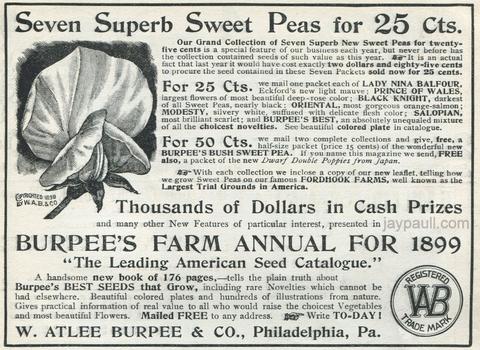 Seven Superb Sweet Peas for 25 Cts.
Our Grand Collection of Seven Superb New Sweet Peas for twenty-
five cents is a special feature of our business each year, but never before has
the collection contained seeds of such value as this year. ☞It is an actual
fact that last year it would have cost exactly two dollars and eighty-five cents
to procure the seed contained in these Seven Packets sold now for 25 cents.
For 25 Cts. we mail one packet each of LADY NINA BALFOUR,
Eckford's new light mauve; PRINCE OF WALES,
largest flowers of most beautiful deep-rose color; BLACK KNIGHT, darkest
of all Sweet Peas, nearly black; ORIENTAL, most gorgeous orange-salmon;
MODESTY, silvery white, suffused with delicate flesh color; SALOPIAN,
most brilliant scarlet; and BURPEE'S BEST, an absolutely unequaled mixture
of all the choicest novelties. See beautiful colored plate in catalogue.
For 50 Cts. we mail two complete collections and give, free, a
half-size packet (price 15 cents) of the wonderful new
BURPEE'S BUSH SWEET PEA. If you name this magazine we send, FREE
also, a packet of the new Dwarf Double Poppies from Japan.
☞With each collection we inclose a copy of our new leaflet, telling how
we grow Sweet Peas on our famous FORDHOOK FARMS, well known as the
Largest Trial Grounds in America.
COPYRIGHTED 1898
BY W.A.B.& CO.
Thousands of Dollars in Cash Prizes
jaypaull.com
and many other New Features of particular interest, presented in
BURPEE'S FARM ANNUAL FOR 1899
"The Leading American Seed Catalogue."
A handsome new book of 176 pages,—tells the plain truth about
Burpee's BEST SEEDS that Grow, including rare Novelties which cannot be
had elsewhere. Beautiful colored plates and hundreds of illustrations from nature.
Gives practical information of real value to all who would raise the choicest Vegetables
and most beautiful Flowers. Mailed FREE to any address. ☞Write TO-DAY!
W. ATLEE BURPEE & CO., Philadelphia, Pa.
REGISTERED
WAB
TRADE MARK